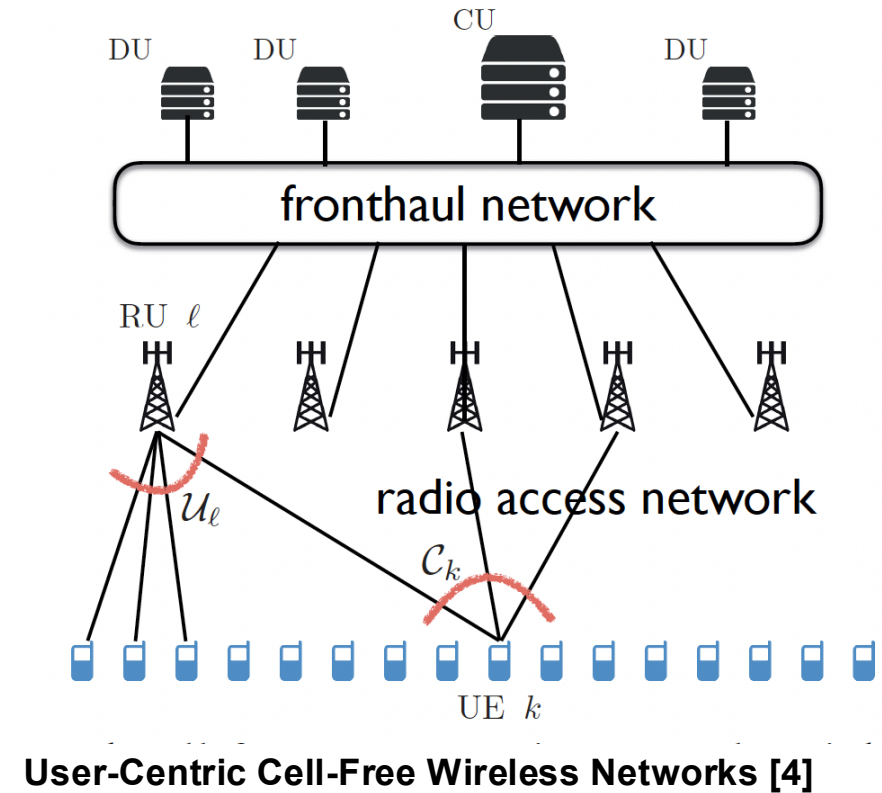 CU
DU DU DU
fronthaul network
RU ℓ
radio access network
𝒰ℓ
𝒞k
UE k
User-Centric Cell-Free Wireless Networks [4]